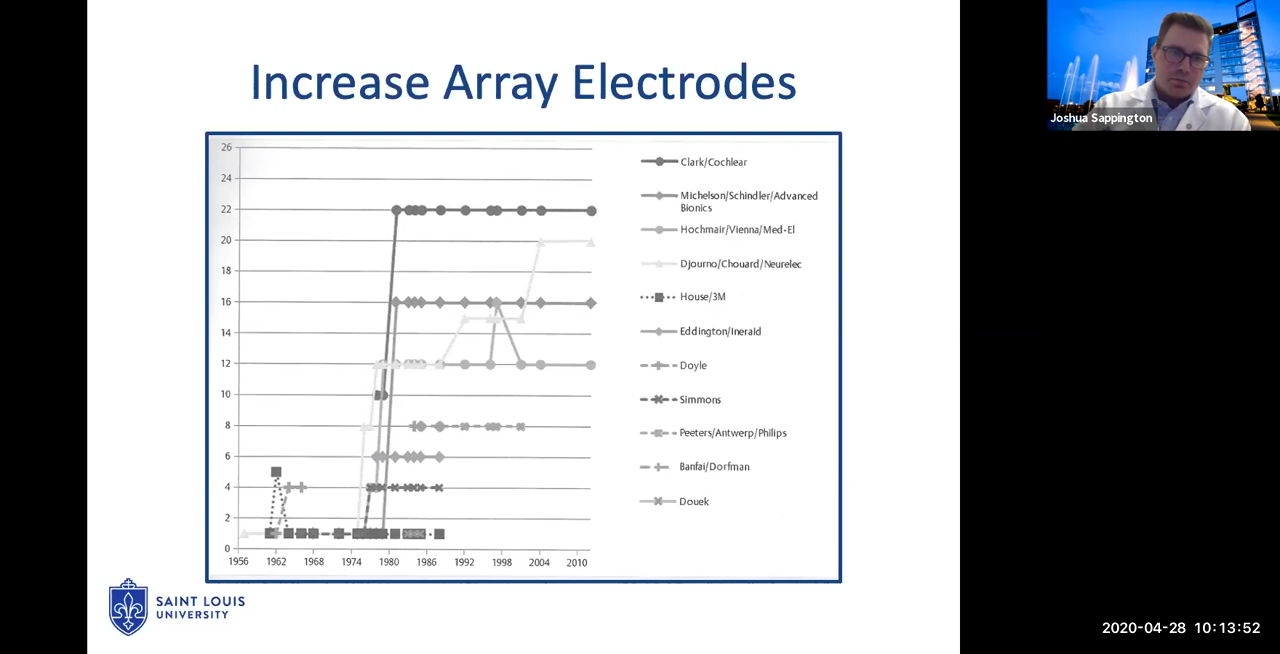 Increase Array Electrodes
26
24
22
20
18
16
14
12
10
8
6
4
2
0
1956 1962 1968 1974 1980 1986 1992 1998 2004 2010
Clark/Cochlear
Michelson/Schindler/Advanced
Bionics
Hochmair/Vienna/Med-El
Djourno/Chouard/Neurelec
House/3M
Eddington/Ineraid
Doyle
Simmons
Peeters/Antwerp/Philips
Banfai/Dorfman
Douek
SAINT LOUIS
UNIVERSITY
Joshua Sappington
2020-04-28 10:13:52